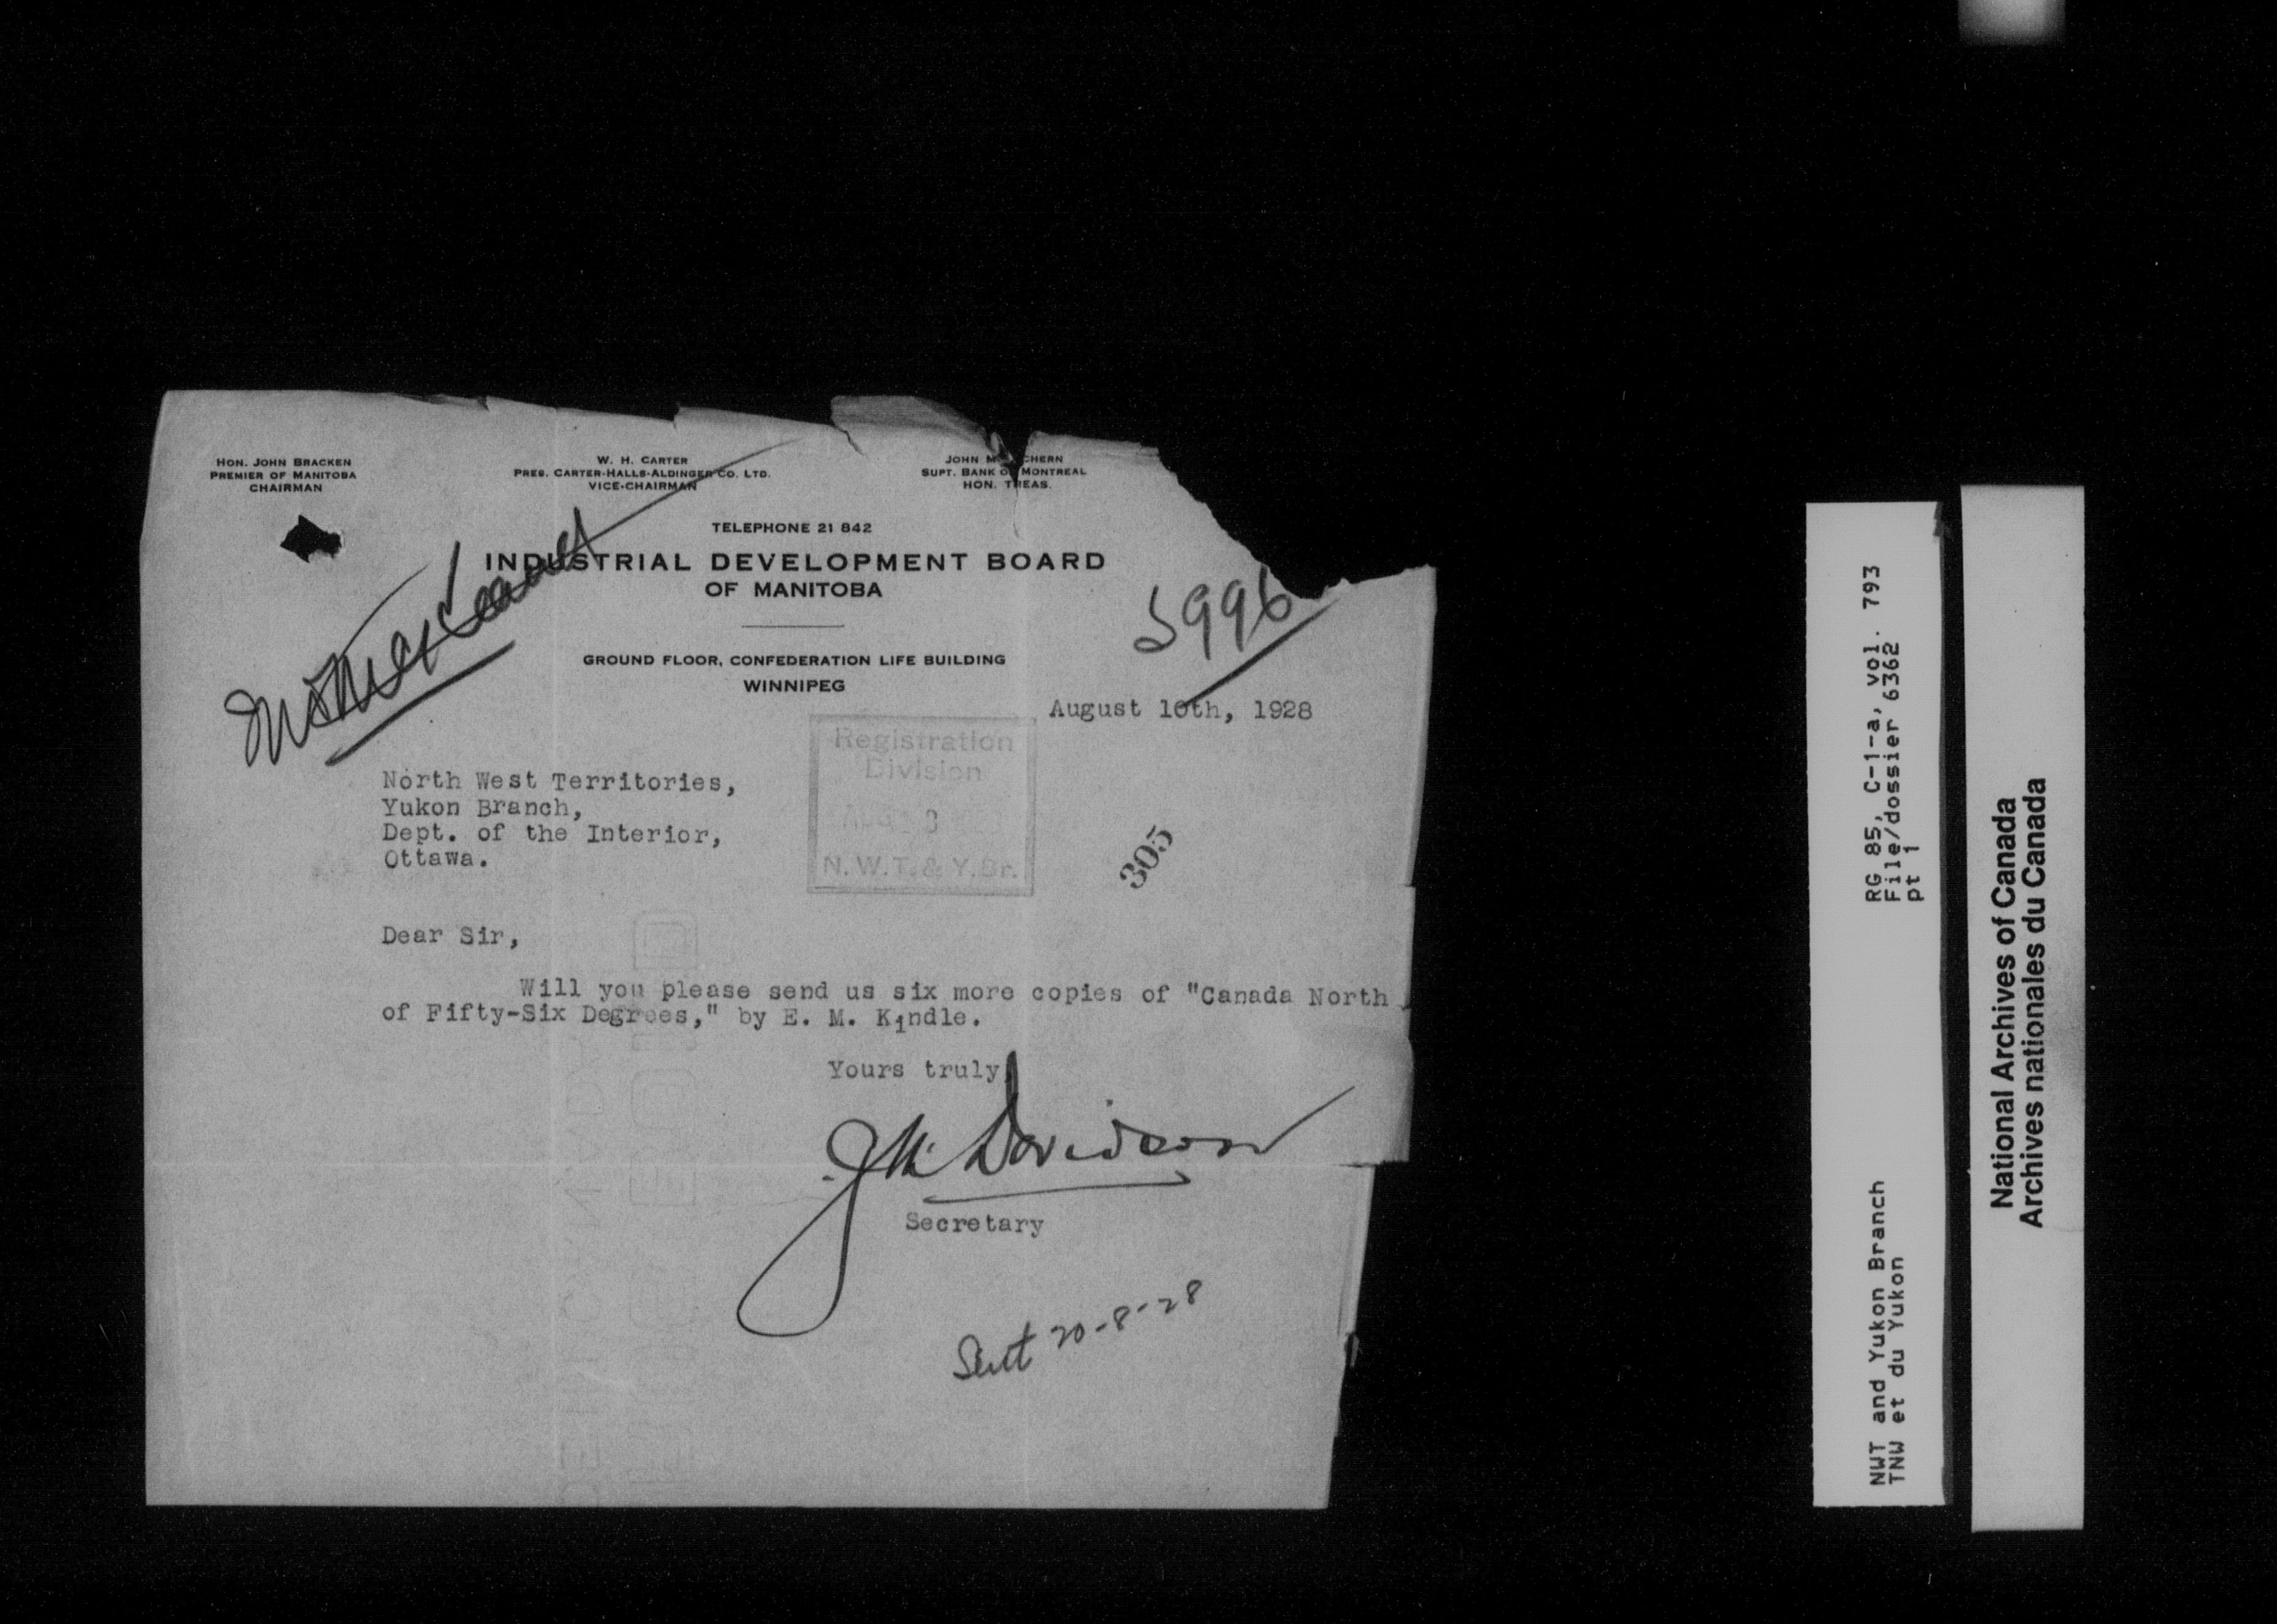 HON. JOHN BRACKEN
PREMIER OF MANITOBA
CHAIRMAN
W. H. CARTER
PRES. CARTER-HALLS-ALDINGER CO. LTD.
VICE-CHAIRMAN
JOHN CHERN
SUPT. BANK OF MONTREAL
HON. TREAS.
TELEPHONE 21 842
INDUSTRIAL DEVELOPMENT BOARD
OF MANITOBA
GROUND FLOOR, CONFEDERATION LIFE BUILDING
WINNIPEG
5996
August 10th, 1928
Registration
Division
N.W.T. & Y. Br.
305
North West Territories,
Yukon Branch,
Dept. of the Interior,
Ottawa.
Dear Sir,
Will you please send us six more copies of "Canada North
of Fifty-Six Degrees," by E. M. Kindle.
Yours truly,
J M Davidson
Secretary
Sent 20-8-28
RG 85, C-1-a, vol. 793
File/dossier 6362
pt 1
NWT and Yukon Branch
TNW et du Yukon
National Archives of Canada
Archives nationales du Canada